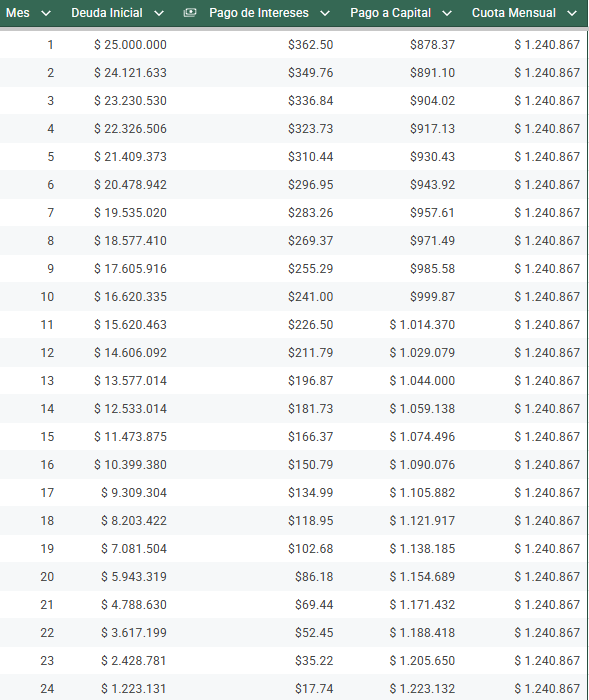 Mes Deuda Inicial Pago de Intereses Pago a Capital Cuota Mensual
1 $ 25.000.000 $362.50 $878.37 $ 1.240.867
2 $ 24.121.633 $349.76 $891.10 $ 1.240.867
3 $ 23.230.530 $336.84 $904.02 $ 1.240.867
4 $ 22.326.506 $323.73 $917.13 $ 1.240.867
5 $ 21.409.373 $310.44 $930.43 $ 1.240.867
6 $ 20.478.942 $296.95 $943.92 $ 1.240.867
7 $ 19.535.020 $283.26 $957.61 $ 1.240.867
8 $ 18.577.410 $269.37 $971.49 $ 1.240.867
9 $ 17.605.916 $255.29 $985.58 $ 1.240.867
10 $ 16.620.335 $241.00 $999.87 $ 1.240.867
11 $ 15.620.463 $226.50 $ 1.014.370 $ 1.240.867
12 $ 14.606.092 $211.79 $ 1.029.079 $ 1.240.867
13 $ 13.577.014 $196.87 $ 1.044.000 $ 1.240.867
14 $ 12.533.014 $181.73 $ 1.059.138 $ 1.240.867
15 $ 11.473.875 $166.37 $ 1.074.496 $ 1.240.867
16 $ 10.399.380 $150.79 $ 1.090.076 $ 1.240.867
17 $ 9.309.304 $134.99 $ 1.105.882 $ 1.240.867
18 $ 8.203.422 $118.95 $ 1.121.917 $ 1.240.867
19 $ 7.081.504 $102.68 $ 1.138.185 $ 1.240.867
20 $ 5.943.319 $86.18 $ 1.154.689 $ 1.240.867
21 $ 4.788.630 $69.44 $ 1.171.432 $ 1.240.867
22 $ 3.617.199 $52.45 $ 1.188.418 $ 1.240.867
23 $ 2.428.781 $35.22 $ 1.205.650 $ 1.240.867
24 $ 1.223.131 $17.74 $ 1.223.132 $ 1.240.867